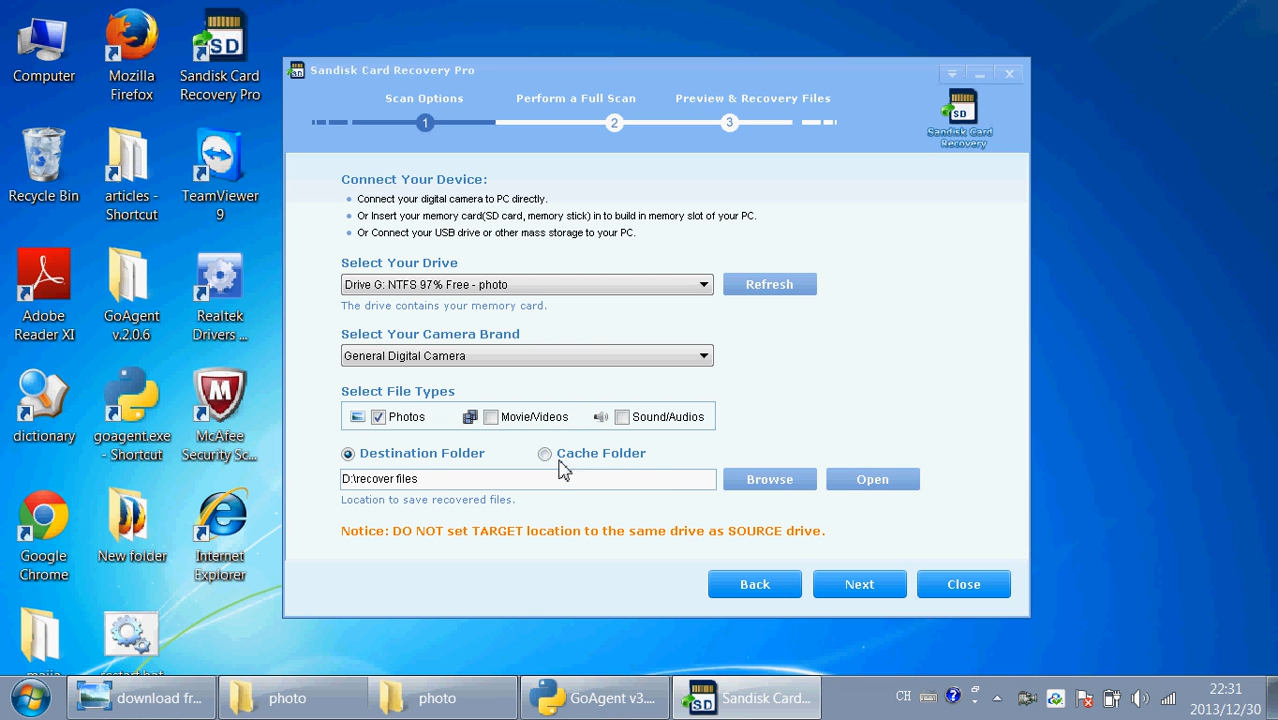 Computer
Mozilla
Firefox
Sandisk Card
Recovery Pro
Recycle Bin
articles -
Shortcut
TeamViewer
9
Adobe
Reader XI
GoAgent
v.2.0.6
Realtek
Drivers ...
dictionary
goagent.exe
- Shortcut
McAfee
Security Sc...
Google
Chrome
New folder
Internet
Explorer
SD
Sandisk Card Recovery Pro
Scan Options
Perform a Full Scan
Preview & Recovery Files
1
2
3
SD
Sandisk Card
Recovery
Connect Your Device:
Connect your digital camera to PC directly.
Or Insert your memory card(SD card, memory stick) in to build in memory slot of your PC.
Or Connect your USB drive or other mass storage to your PC.
Select Your Drive
Drive G: NTFS 97% Free - photo
Refresh
The drive contains your memory card.
Select Your Camera Brand
General Digital Camera
Select File Types
Photos
Movie/Videos
Sound/Audios
Destination Folder
Cache Folder
D:\recover files
Browse
Open
Location to save recovered files.
Notice: DO NOT set TARGET location to the same drive as SOURCE drive.
Back
Next
Close
download fr...
photo
photo
GoAgent v3....
SD
Sandisk Card...
CH
22:31
2013/12/30